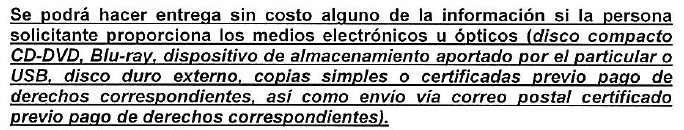 Se podrá hacer entrega sin costo alguno de la información si la persona
solicitante proporciona los medios electrónicos u ópticos (disco compacto
CD-DVD, Blu-ray, dispositivo de almacenamiento aportado por el particular o
USB, disco duro externo, copias simples o certificadas previo pago de
derechos correspondientes, así como envío vía correo postal certificado
previo pago de derechos correspondientes).